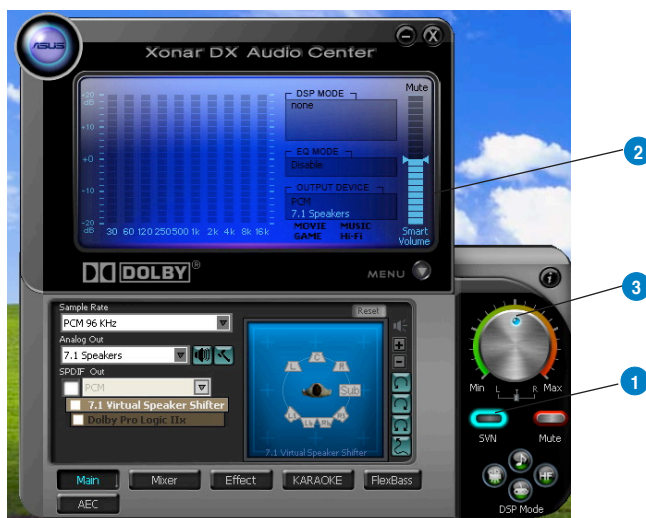 ASUS
Xonar DX Audio Center
+20
dB
+10
+0
-10
-20
dB
30 60 120 250 500 1k 2k 4k 8k 16k
DSP MODE
none
EQ MODE
Disable
OUTPUT DEVICE
PCM
7.1 Speakers
MOVIE MUSIC
GAME Hi-Fi
Mute
Smart
Volume
2
DOLBY®
MENU
i
Sample Rate
PCM 96 KHz
Analog Out
7.1 Speakers
SPDIF Out
PCM
7.1 Virtual Speaker Shifter
Dolby Pro Logic IIx
Reset
L C R
Sub
Ls Rs
7.1 Virtual Speaker Shifter
3
Min L R Max
1
SVN Mute
HF
DSP Mode
Main Mixer Effect KARAOKE FlexBass
AEC